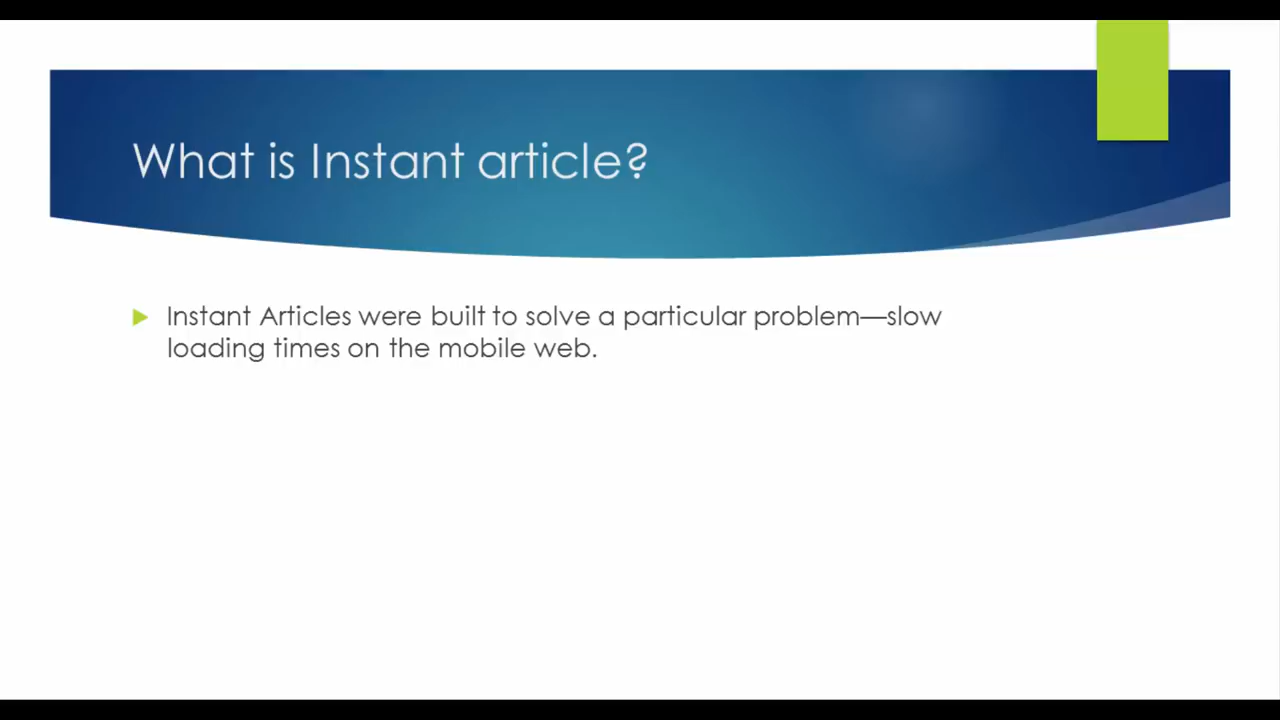 What is Instant article?
Instant Articles were built to solve a particular problem—slow
loading times on the mobile web.